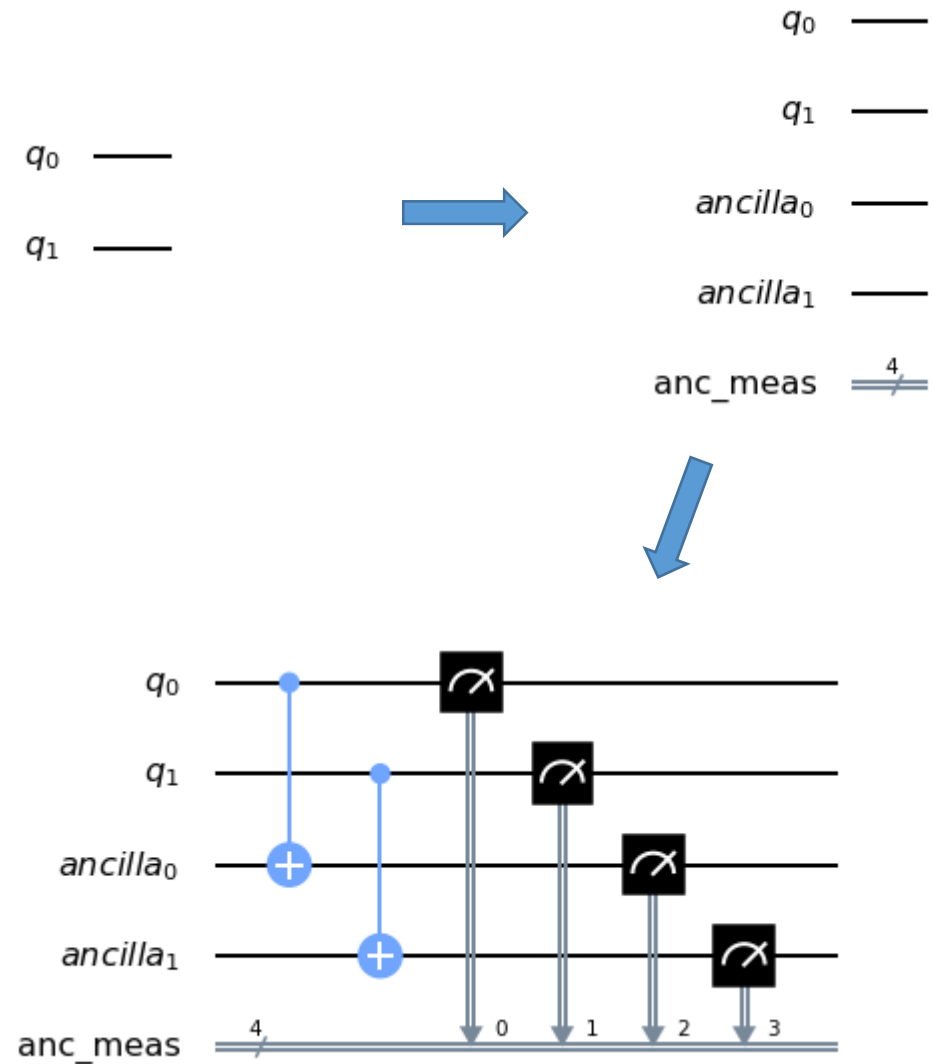 q0
q1
q0
q1
ancilla0
ancilla1
anc_meas 4
q0
q1
ancilla0
ancilla1
anc_meas 4 0 1 2 3